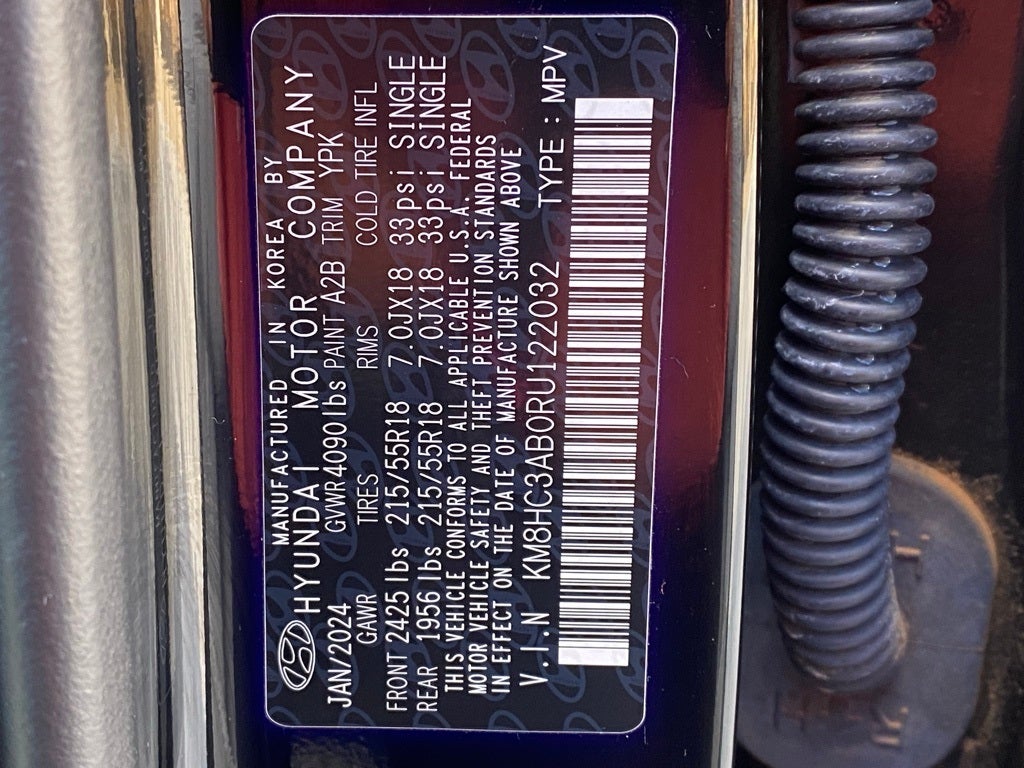 MANUFACTURED IN KOREA BY
HYUNDAI MOTOR COMPANY
JAN/2024 GVWR 4090 lbs PAINT A2B TRIM YPK
GAWR TIRES RIMS COLD TIRE INFL
FRONT 2425 lbs 215/55R18 7.0JX18 33psi SINGLE
REAR 1956 lbs 215/55R18 7.0JX18 33psi SINGLE
THIS VEHICLE CONFORMS TO ALL APPLICABLE U.S.A. FEDERAL
MOTOR VEHICLE SAFETY AND THEFT PREVENTION STANDARDS
IN EFFECT ON THE DATE OF MANUFACTURE SHOWN ABOVE
V.I.N KM8HC3AB0RU122032 TYPE : MPV